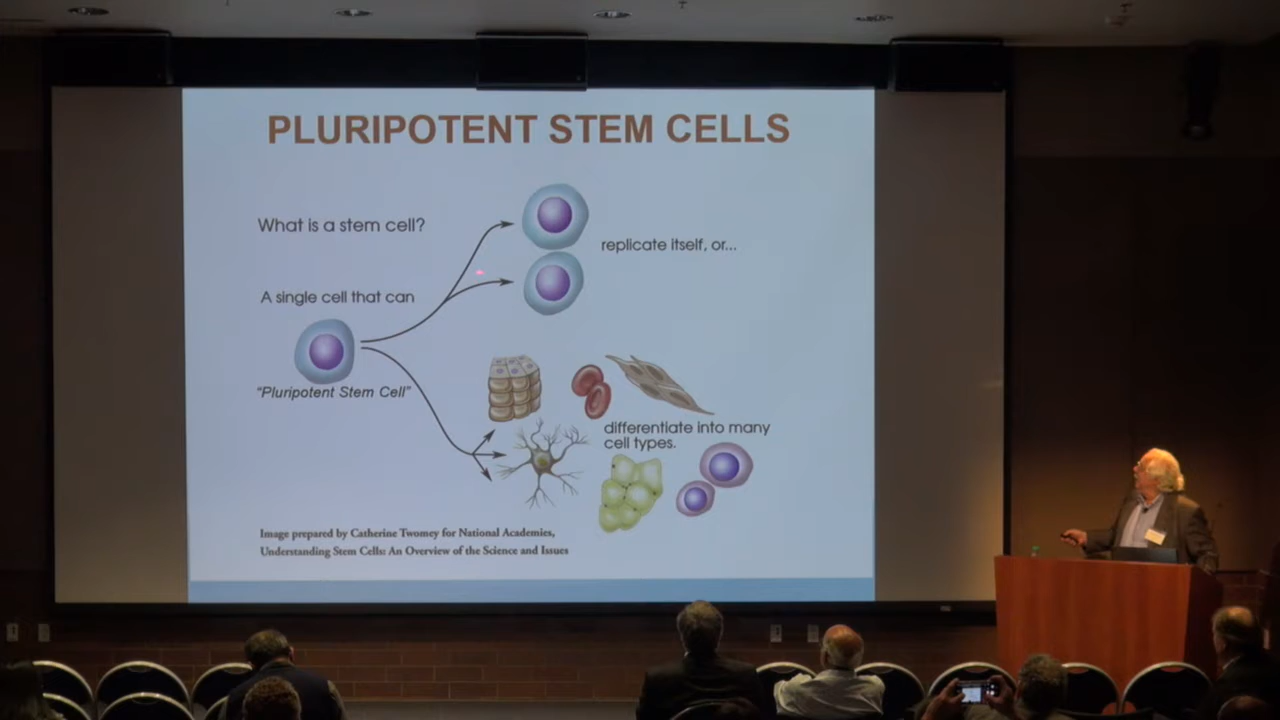 PLURIPOTENT STEM CELLS
What is a stem cell?
replicate itself, or...
A single cell that can
"Pluripotent Stem Cell"
differentiate into many
cell types.
Image prepared by Catherine Twomey for National Academies,
Understanding Stem Cells: An Overview of the Science and Issues